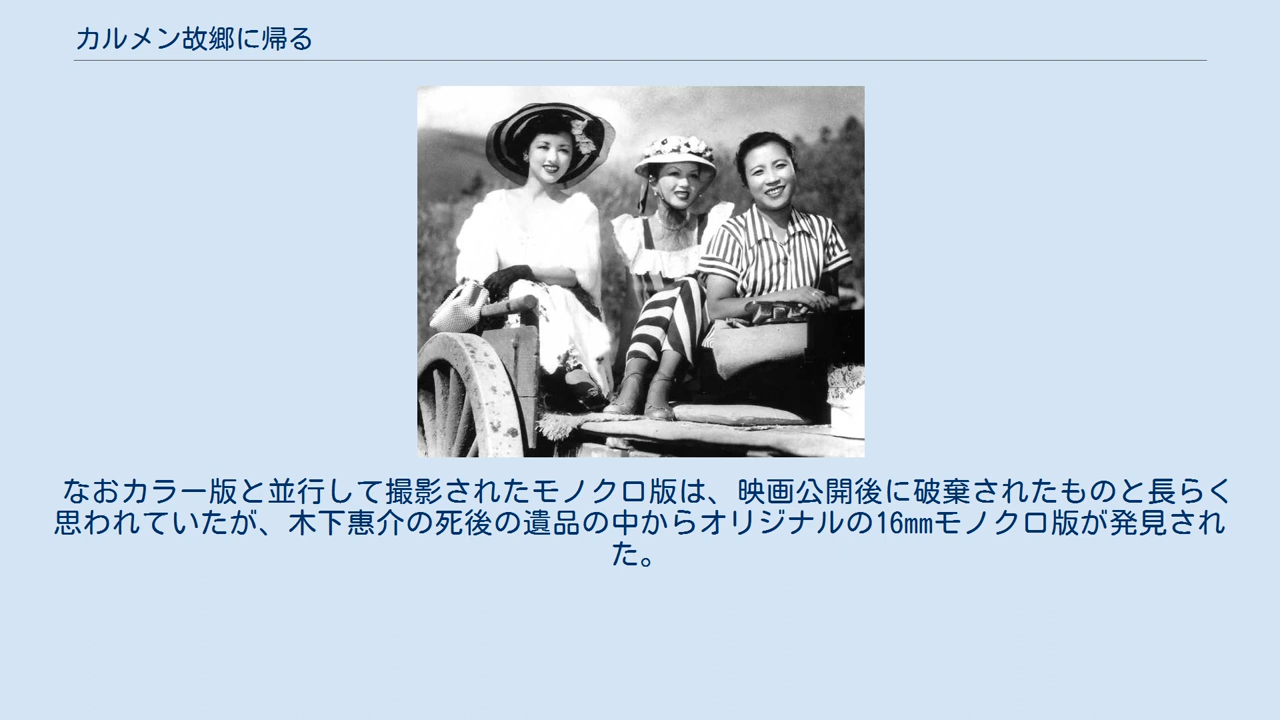 カルメン故郷に帰る
なおカラー版と並行して撮影されたモノクロ版は、映画公開後に破棄されたものと長らく
思われていたが、木下惠介の死後の遺品の中からオリジナルの16mmモノクロ版が発見され
た。